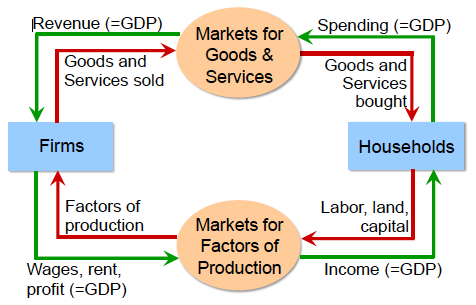 Revenue (=GDP)
Markets for
Goods &
Services
Spending (=GDP)
Goods and
Services sold
Goods and
Services
bought
Firms
Households
Factors of
production
Markets for
Factors of
Production
Labor, land,
capital
Wages, rent,
profit (=GDP)
Income (=GDP)